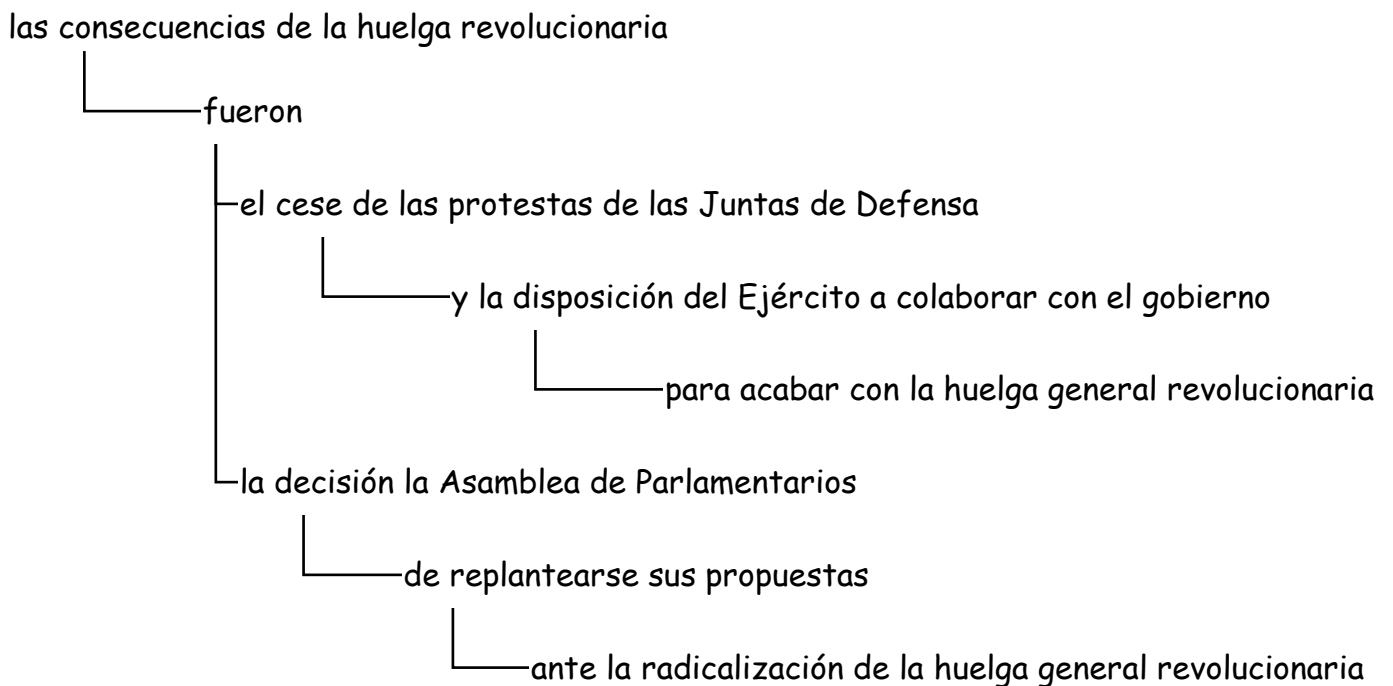 las consecuencias de la huelga revolucionaria
fueron
el cese de las protestas de las Juntas de Defensa
y la disposición del Ejército a colaborar con el gobierno
para acabar con la huelga general revolucionaria
la decisión la Asamblea de Parlamentarios
de replantearse sus propuestas
ante la radicalización de la huelga general revolucionaria